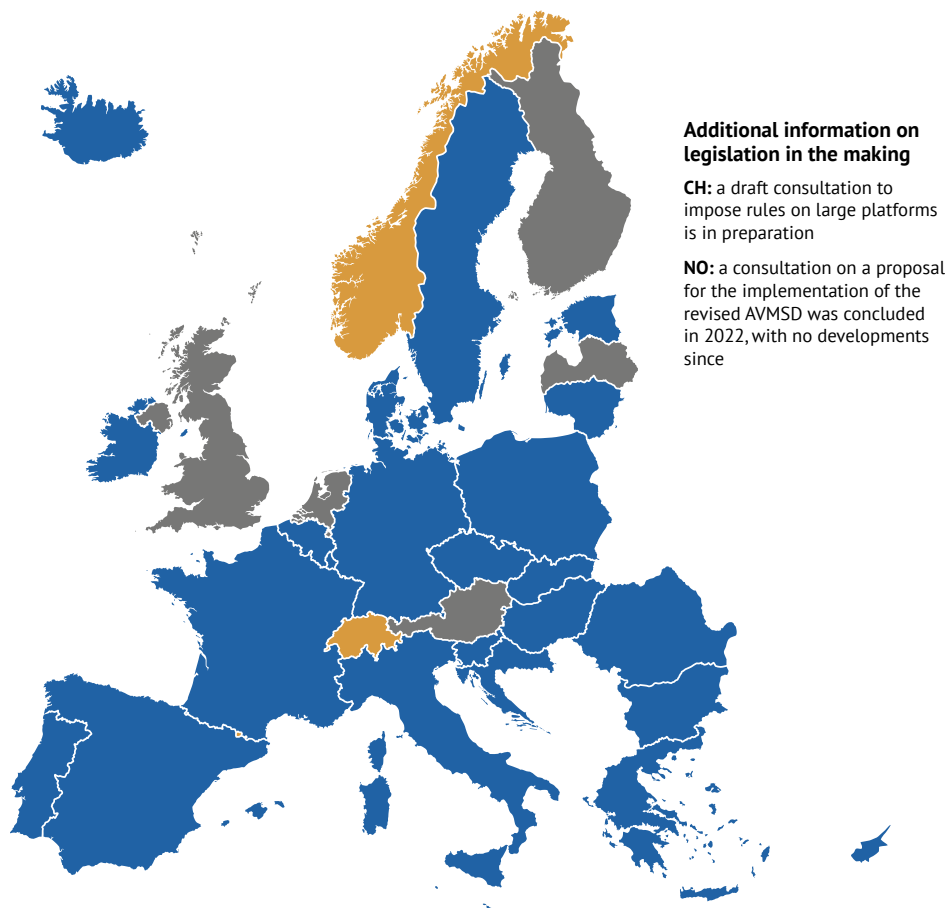 Additional information on
legislation in the making
CH: a draft consultation to
impose rules on large platforms
is in preparation
NO: a consultation on a proposal
for the implementation of the
revised AVMSD was concluded
in 2022, with no developments
since